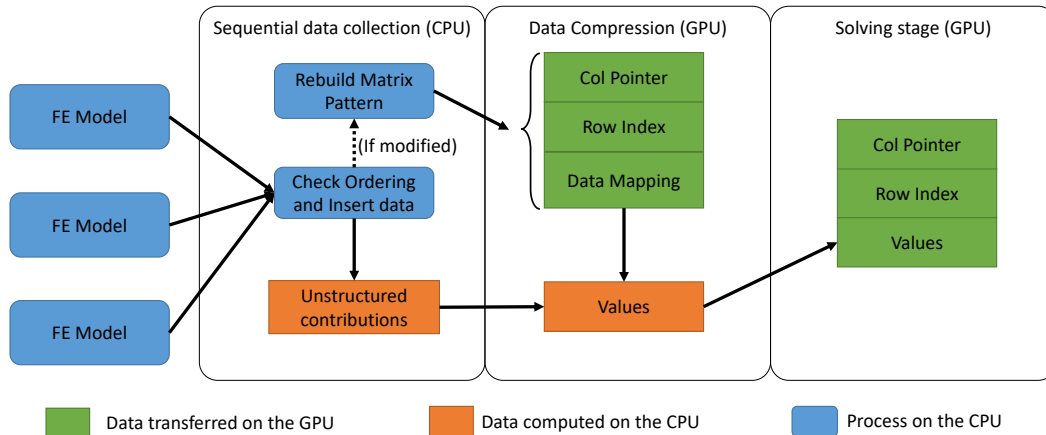 Sequential data collection (CPU)
Data Compression (GPU)
Solving stage (GPU)
FE Model
FE Model
FE Model
Rebuild Matrix
Pattern
(If modified)
Check Ordering
and Insert data
Unstructured
contributions
Col Pointer
Row Index
Data Mapping
Values
Col Pointer
Row Index
Values
Data transferred on the GPU
Data computed on the CPU
Process on the CPU